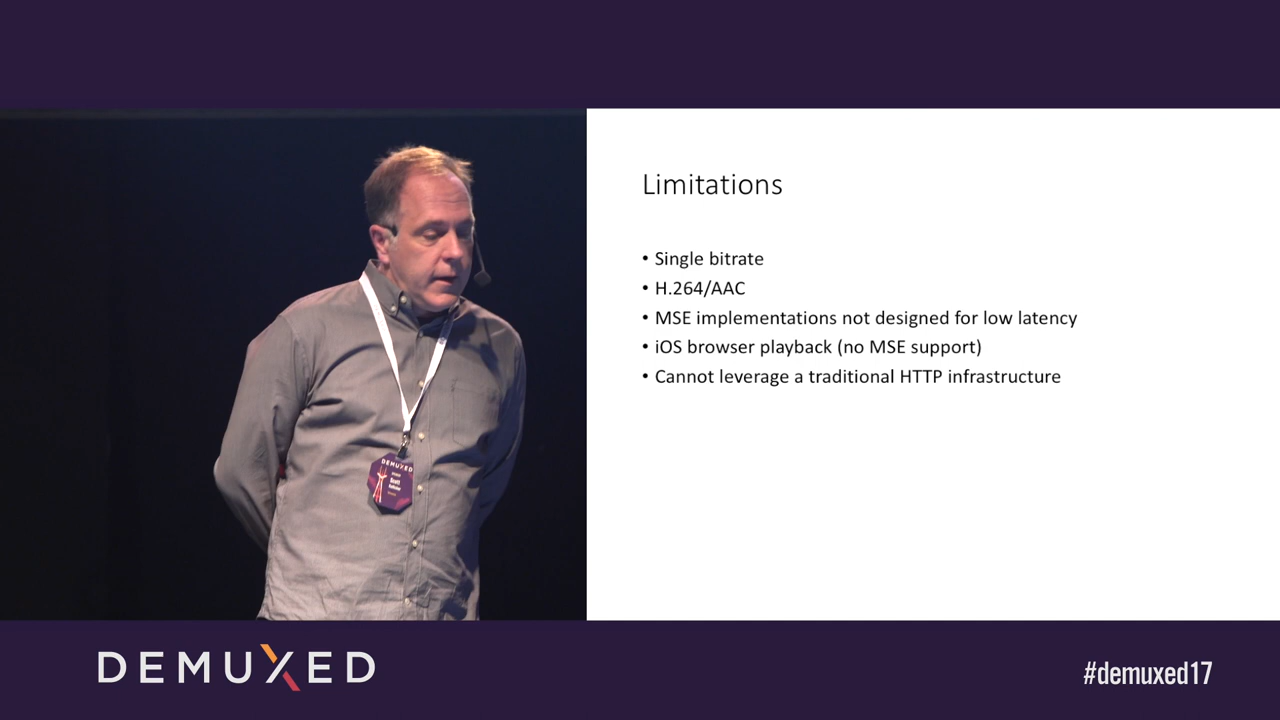 Limitations
• Single bitrate
• H.264/AAC
• MSE implementations not designed for low latency
• iOS browser playback (no MSE support)
• Cannot leverage a traditional HTTP infrastructure
DEMUXED
Scott
DEMUXED
#demuxed17